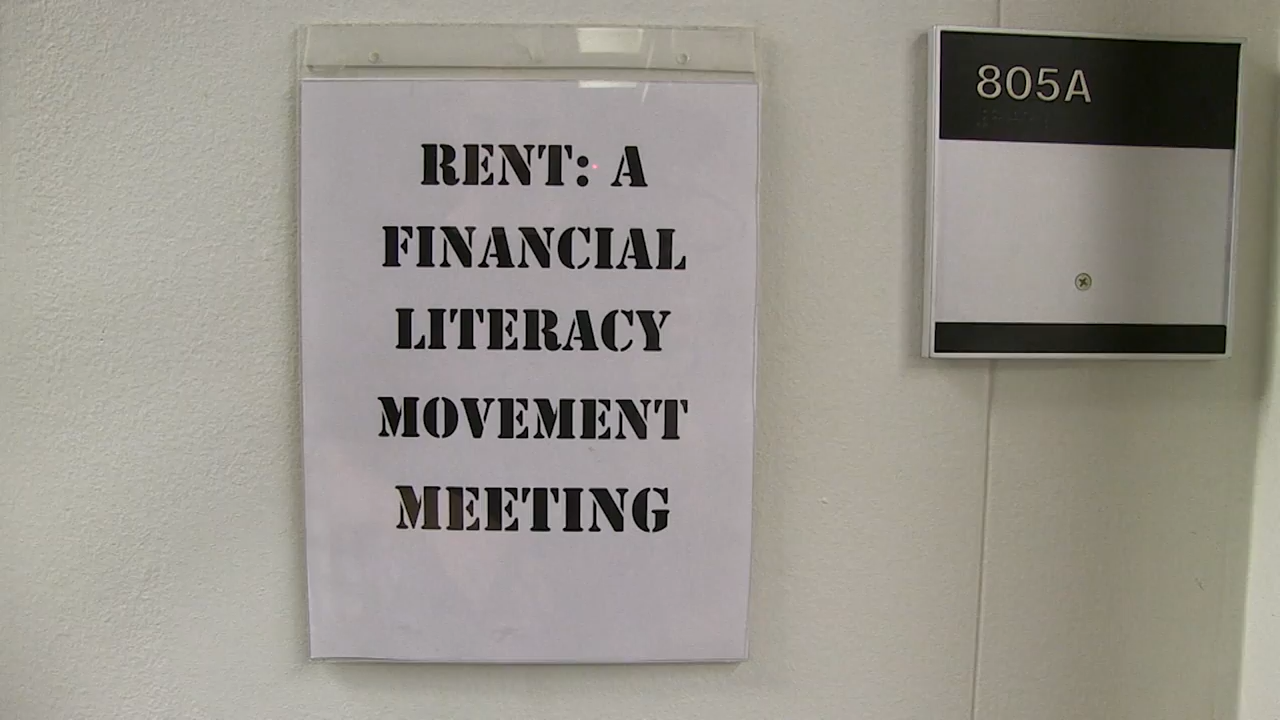 RENT: A
FINANCIAL
LITERACY
MOVEMENT
MEETING
805A